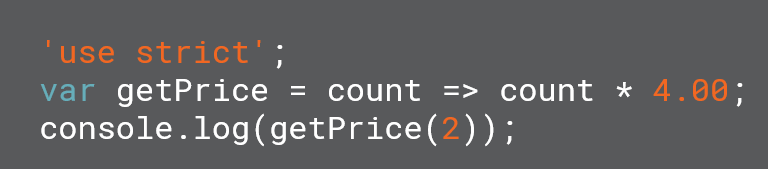 'use strict';
var getPrice = count => count * 4.00;
console.log(getPrice(2));